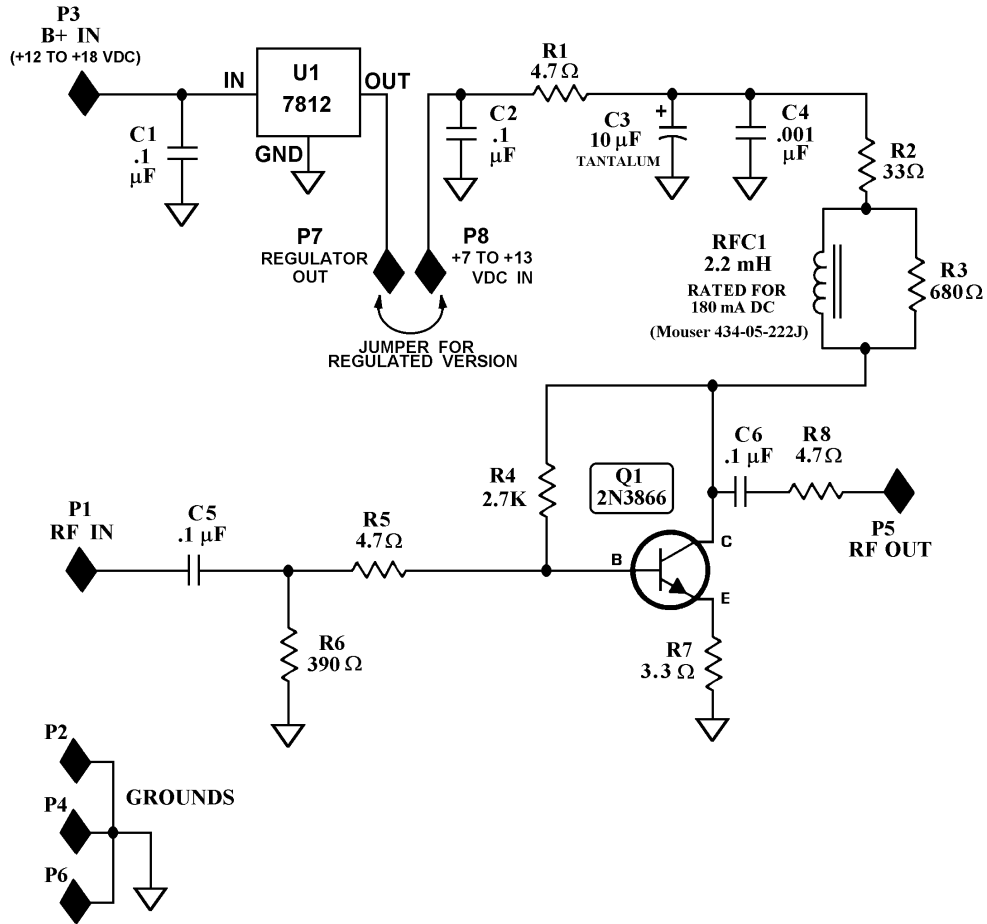 P3
B+ IN
(+12 TO +18 VDC)
IN
U1
7812
OUT
GND
C1
.1
µF
C2
.1
µF
R1
4.7Ω
+
C3
10 µF
TANTALUM
C4
.001
µF
R2
33Ω
P7
REGULATOR
OUT
P8
+7 TO +13
VDC IN
JUMPER FOR
REGULATED VERSION
RFC1
2.2 mH
RATED FOR
180 mA DC
(Mouser 434-05-222J)
R3
680Ω
R4
2.7K
Q1
2N3866
C6
.1 µF
R8
4.7Ω
P5
RF OUT
P1
RF IN
C5
.1 µF
R5
4.7Ω
B
C
E
R6
390 Ω
R7
3.3 Ω
P2
P4
P6
GROUNDS